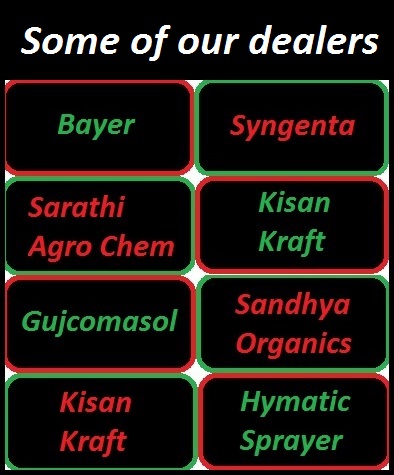 Some of our dealers
Bayer
Syngenta
Sarathi
Agro Chem
Kisan
Kraft
Gujcomasol
Sandhya
Organics
Kisan
Kraft
Hymatic
Sprayer